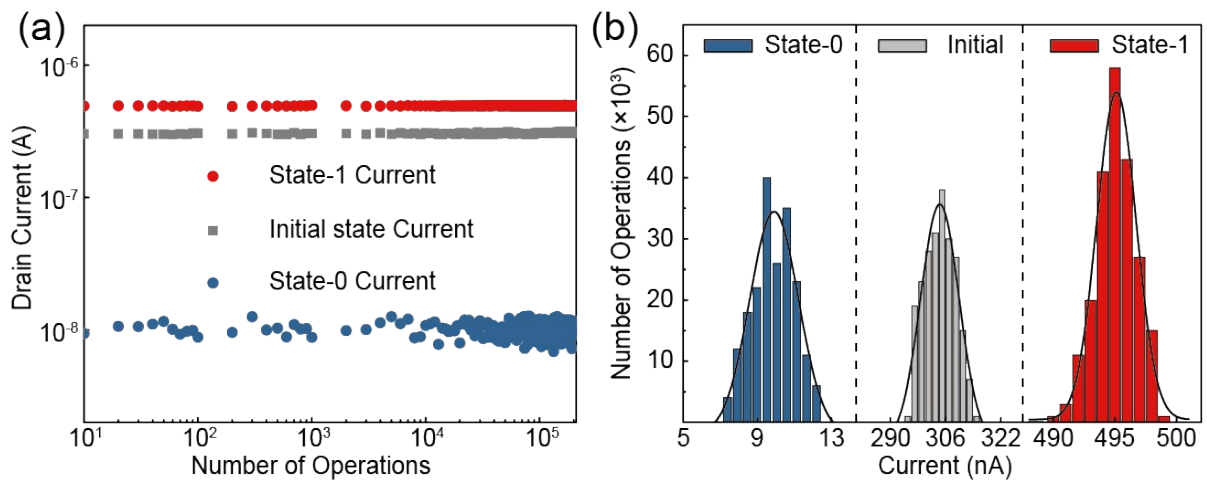 (a)
Drain Current (A)
10⁻⁶
10⁻⁷
10⁻⁸
State-1 Current
Initial state Current
State-0 Current
10¹ 10² 10³ 10⁴ 10⁵
Number of Operations
(b)
Number of Operations (×10³)
60
50
40
30
20
10
State-0 Initial State-1
5 9 13 290 306 322 490 495 500
Current (nA)